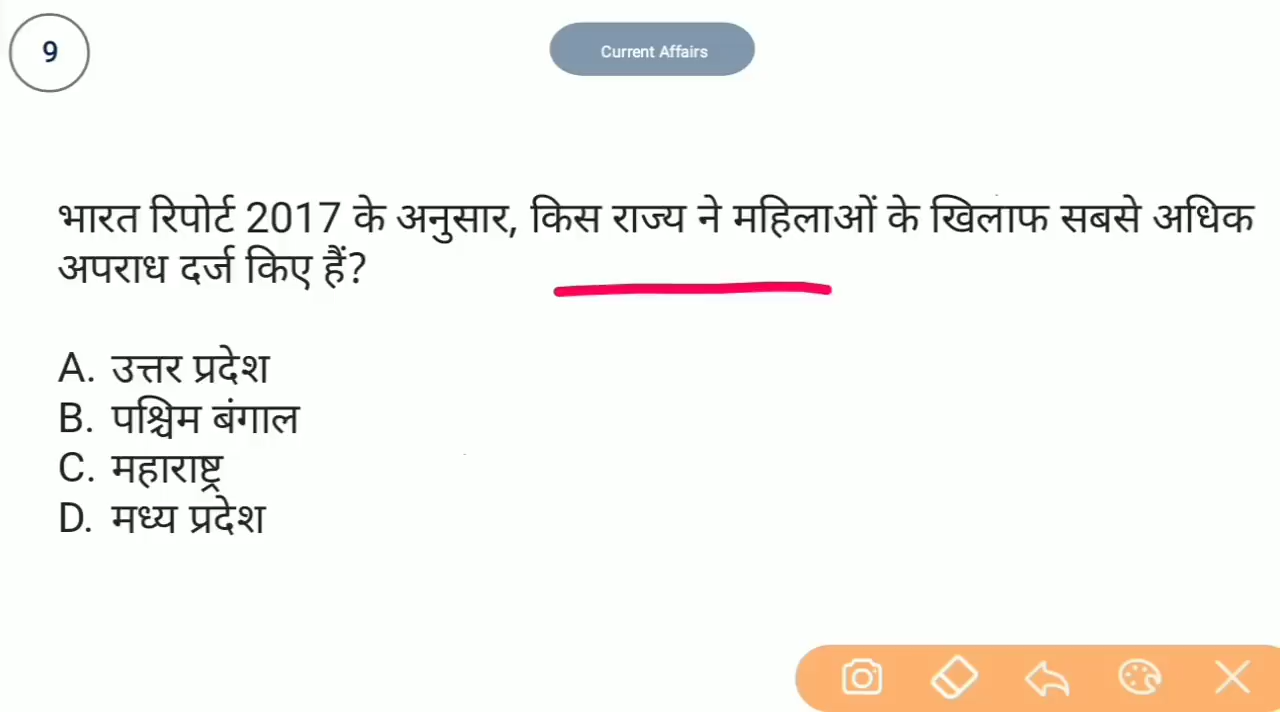 9
Current Affairs
भारत रिपोर्ट 2017 के अनुसार, किस राज्य ने महिलाओं के खिलाफ सबसे अधिक
अपराध दर्ज किए हैं?
A. उत्तर प्रदेश
B. पश्चिम बंगाल
C. महाराष्ट्र
D. मध्य प्रदेश